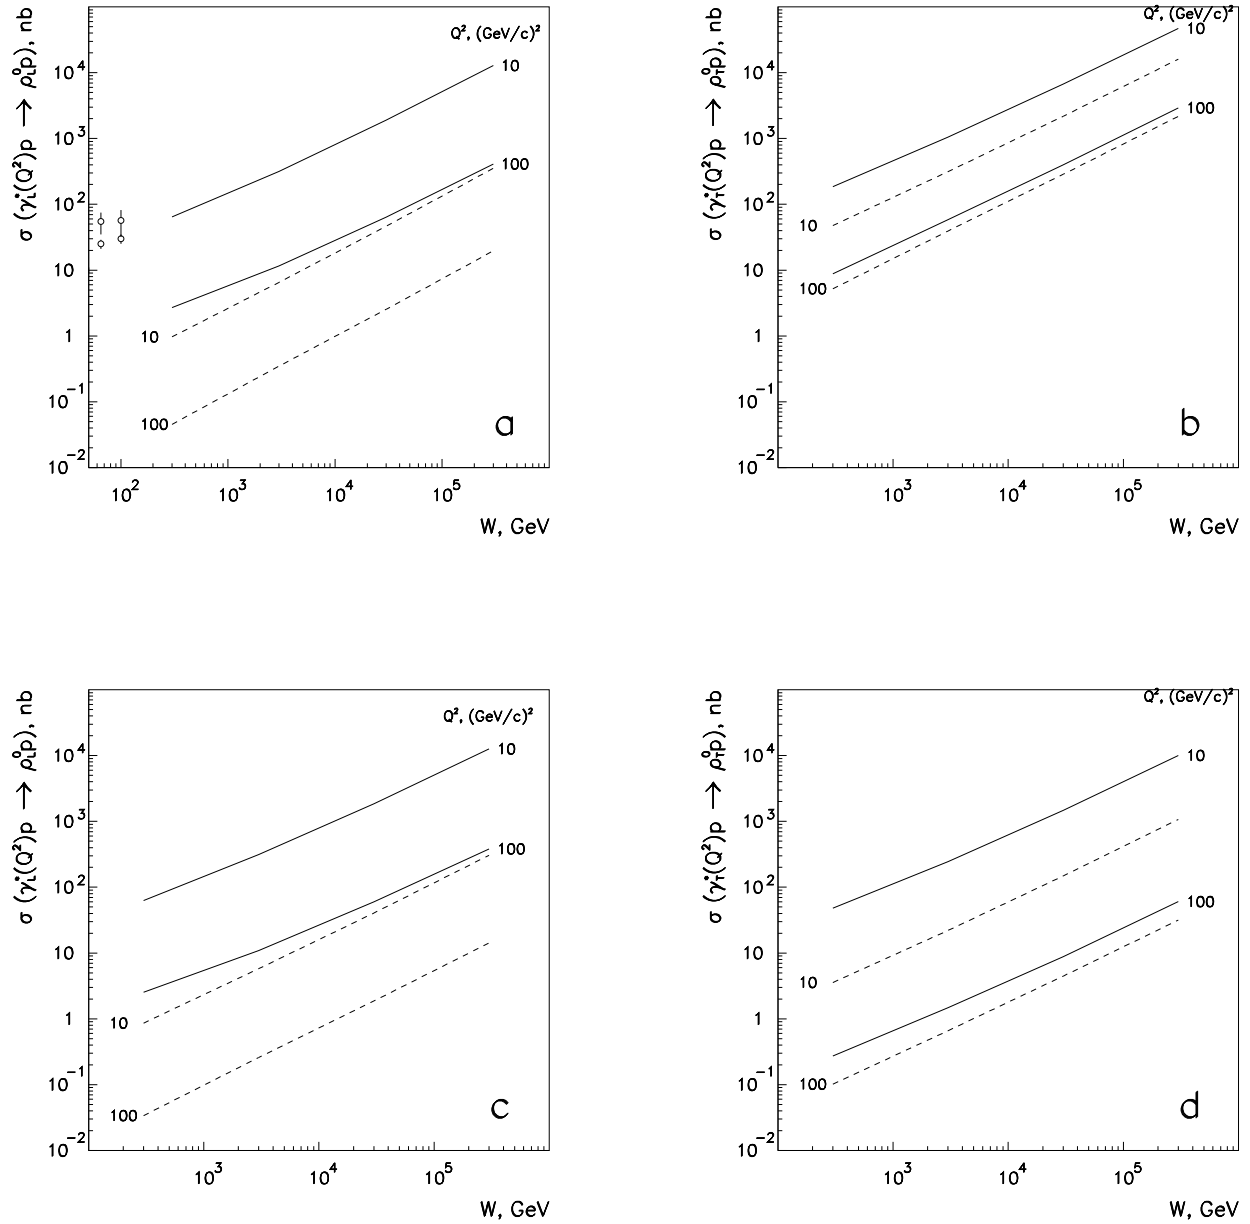 σ (γ*L(Q²)p → ρ⁰Lp), nb
Q², (GeV/c)²
10⁴
10³
10²
10
1
10⁻¹
10⁻²
10
100
10
100
a
10² 10³ 10⁴ 10⁵
W, GeV
σ (γ*T(Q²)p → ρ⁰Tp), nb
Q², (GeV/c)²
10⁴
10³
10²
10
1
10⁻¹
10⁻²
10
100
10
100
b
10³ 10⁴ 10⁵
W, GeV
σ (γ*L(Q²)p → ρ⁰Lp), nb
Q², (GeV/c)²
10⁴
10³
10²
10
1
10⁻¹
10⁻²
10
100
10
100
c
10³ 10⁴ 10⁵
W, GeV
σ (γ*T(Q²)p → ρ⁰Tp), nb
Q², (GeV/c)²
10⁴
10³
10²
10
1
10⁻¹
10⁻²
10
100
10
100
d
10³ 10⁴ 10⁵
W, GeV